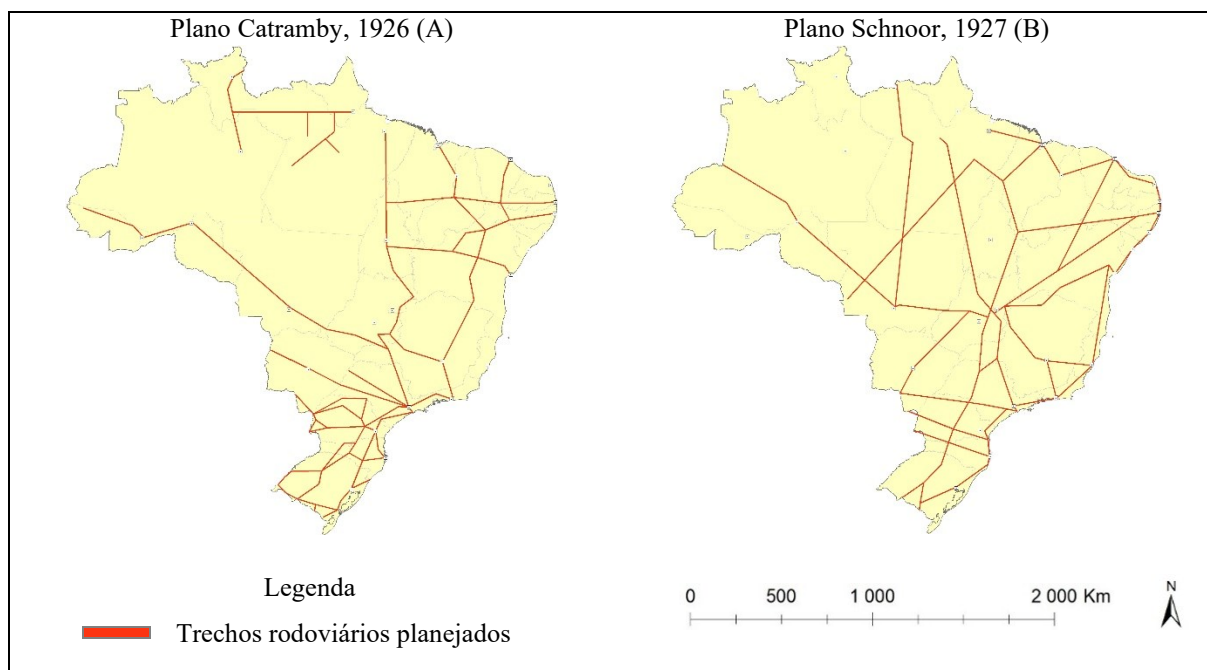 Plano Catramby, 1926 (A)
Plano Schnoor, 1927 (B)
Legenda
Trechos rodoviários planejados
0 500 1 000 2 000 Km
N